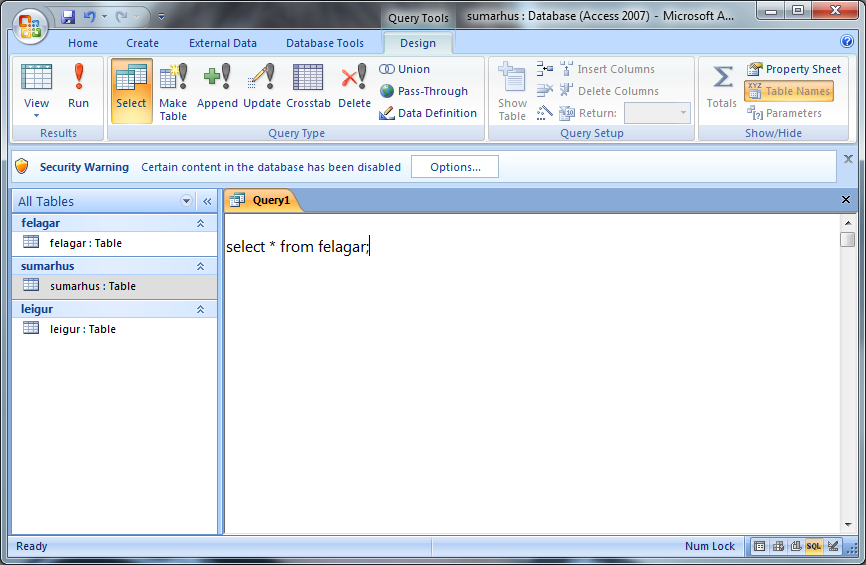 Query Tools
sumarhus : Database (Access 2007) - Microsoft A...
Home Create External Data Database Tools Design
View
Run
Select
Make Table
Append
Update
Crosstab
Delete
Union
Pass-Through
Data Definition
Show Table
Insert Columns
Delete Columns
Return:
Totals
XYZ
Property Sheet
Table Names
Parameters
Results
Query Type
Query Setup
Show/Hide
Security Warning Certain content in the database has been disabled Options...
All Tables
felagar
felagar : Table
sumarhus
sumarhus : Table
leigur
leigur : Table
Query1
select * from felagar;
Ready
Num Lock
SQL